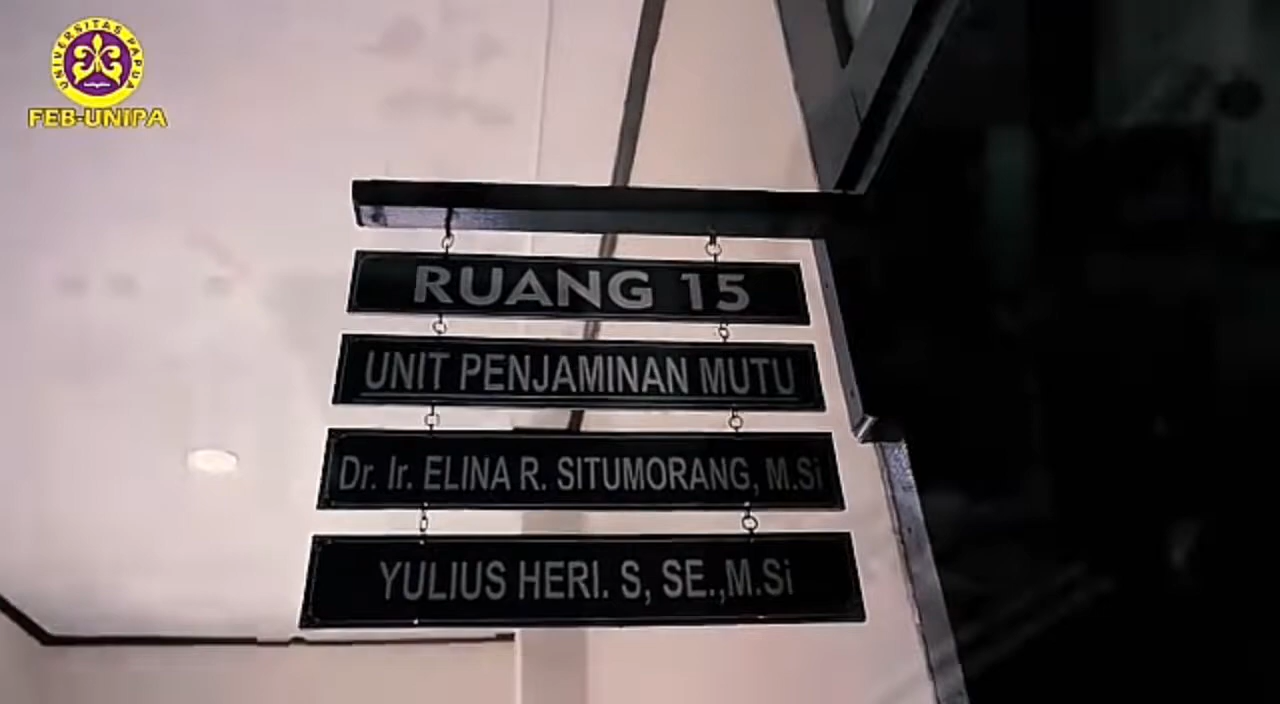 UNIVERSITAS PAPUA
FEB-UNIPA
RUANG 15
UNIT PENJAMINAN MUTU
Dr. Ir. ELINA R. SITUMORANG, M.Si
YULIUS HERI. S, SE.,M.Si